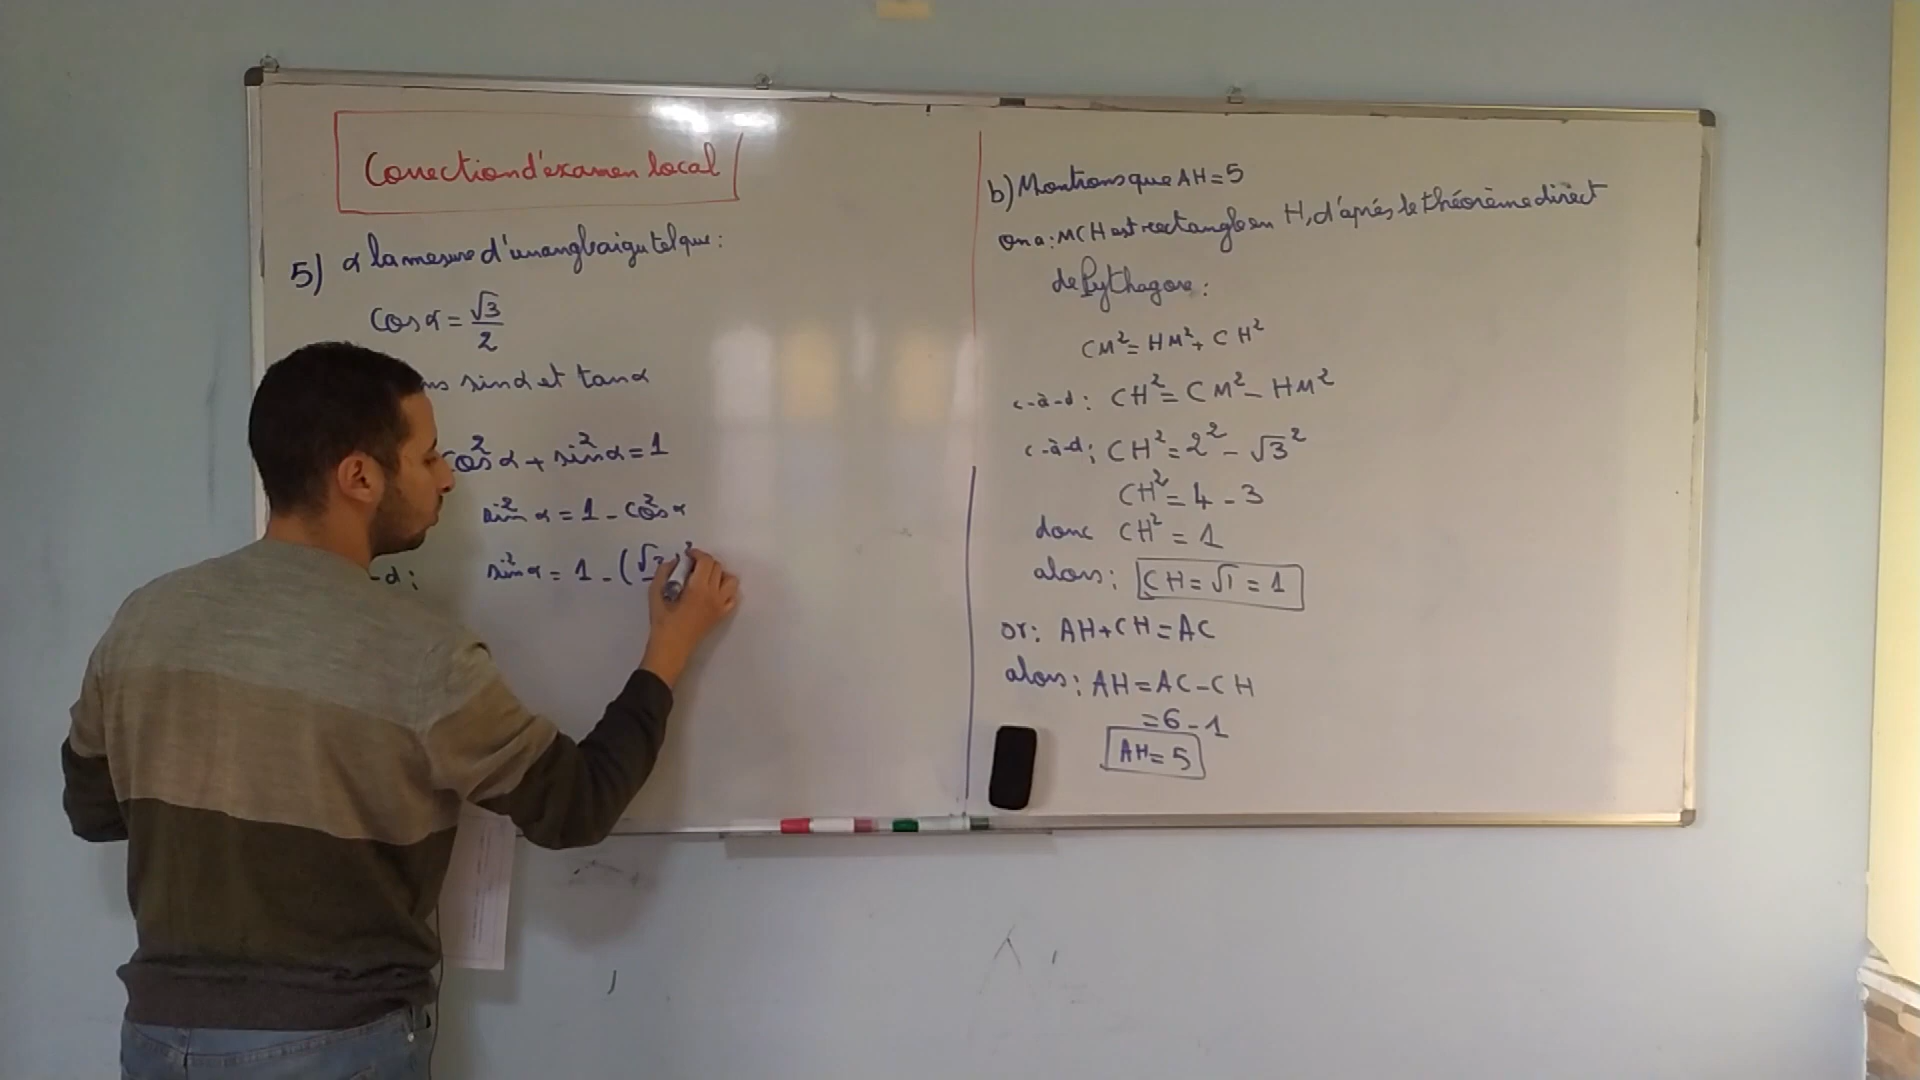 Correction d'examen local
5) α la mesure d'un angle aigu tel que :
cos α = √3/2
ns sin α et tan α
cos² α + sin² α = 1
sin² α = 1 - cos² α
-d : sin² α = 1 - (√3
b) Montrons que AH = 5
on a : MCH est rectangle en H, d'après le théorème direct
de Pythagore :
CM² = HM² + CH²
c-à-d : CH² = CM² - HM²
c-à-d : CH² = 2² - √3²
CH² = 4 - 3
donc CH² = 1
alors : CH = √1 = 1
or : AH + CH = AC
alors : AH = AC - CH
= 6 - 1
AH = 5